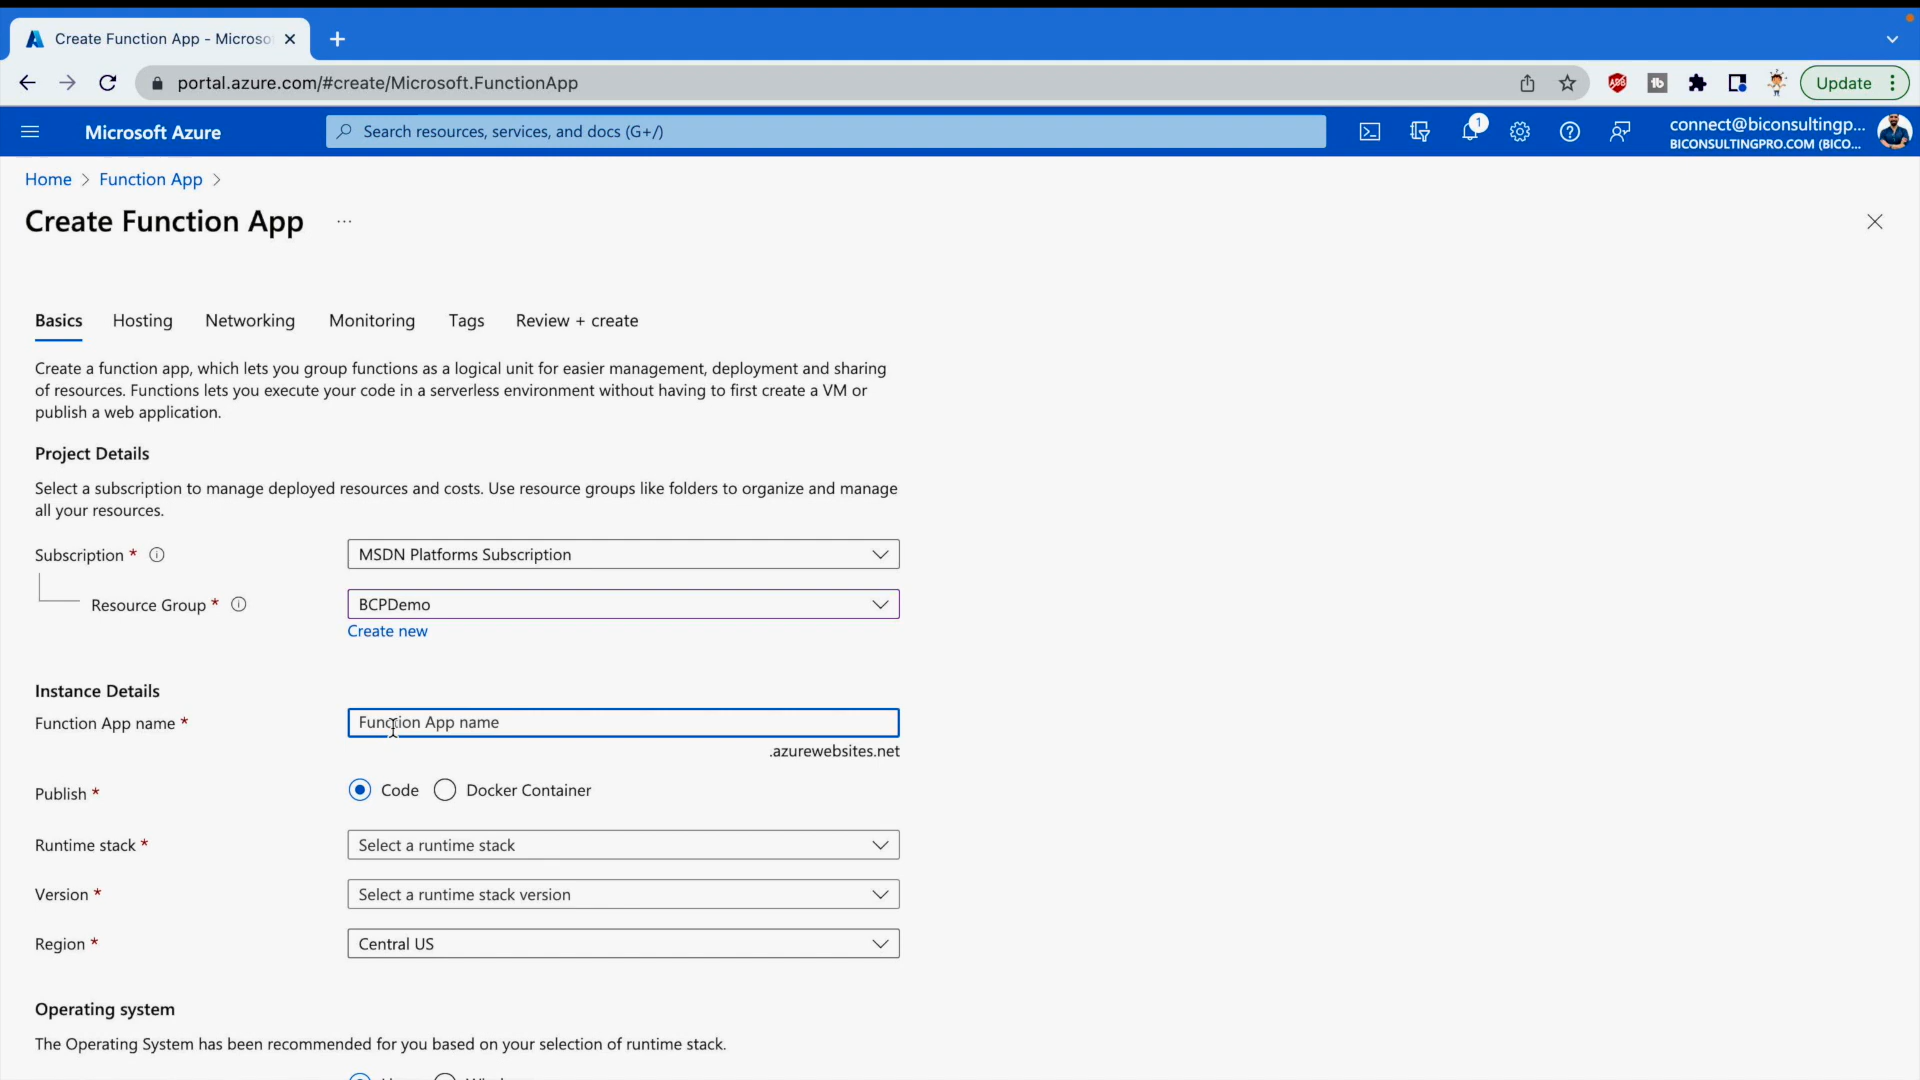 Create Function App - Microso
portal.azure.com/#create/Microsoft.FunctionApp
Update
Microsoft Azure
Search resources, services, and docs (G+/)
1
connect@biconsultingp...
BICONSULTINGPRO.COM (BICO...
Home > Function App >
Create Function App ...
Basics Hosting Networking Monitoring Tags Review + create
Create a function app, which lets you group functions as a logical unit for easier management, deployment and sharing
of resources. Functions lets you execute your code in a serverless environment without having to first create a VM or
publish a web application.
Project Details
Select a subscription to manage deployed resources and costs. Use resource groups like folders to organize and manage
all your resources.
Subscription *
MSDN Platforms Subscription
Resource Group *
BCPDemo
Create new
Instance Details
Function App name *
Function App name
.azurewebsites.net
Publish *
Code Docker Container
Runtime stack *
Select a runtime stack
Version *
Select a runtime stack version
Region *
Central US
Operating system
The Operating System has been recommended for you based on your selection of runtime stack.